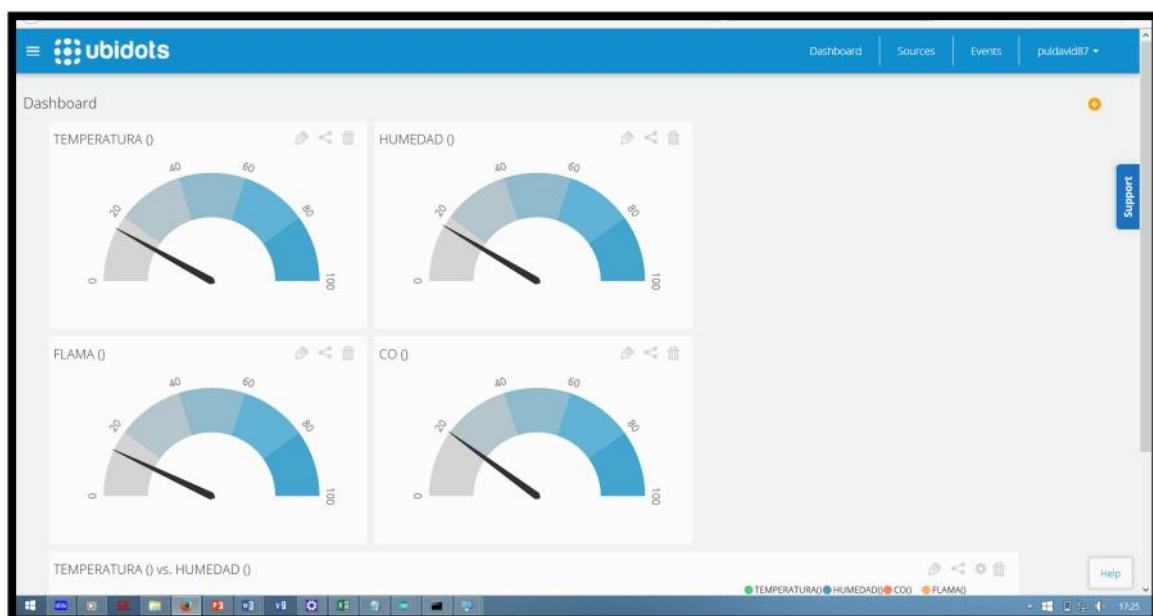 ubidots
Dashboard
Sources
Events
puldavid87
Dashboard
TEMPERATURA ()
0
20
40
60
80
100
HUMEDAD ()
0
20
40
60
80
100
Support
FLAMA ()
0
20
40
60
80
100
CO ()
0
20
40
60
80
100
TEMPERATURA () vs. HUMEDAD ()
TEMPERATURA() HUMEDAD() CO() FLAMA()
Help
17:25